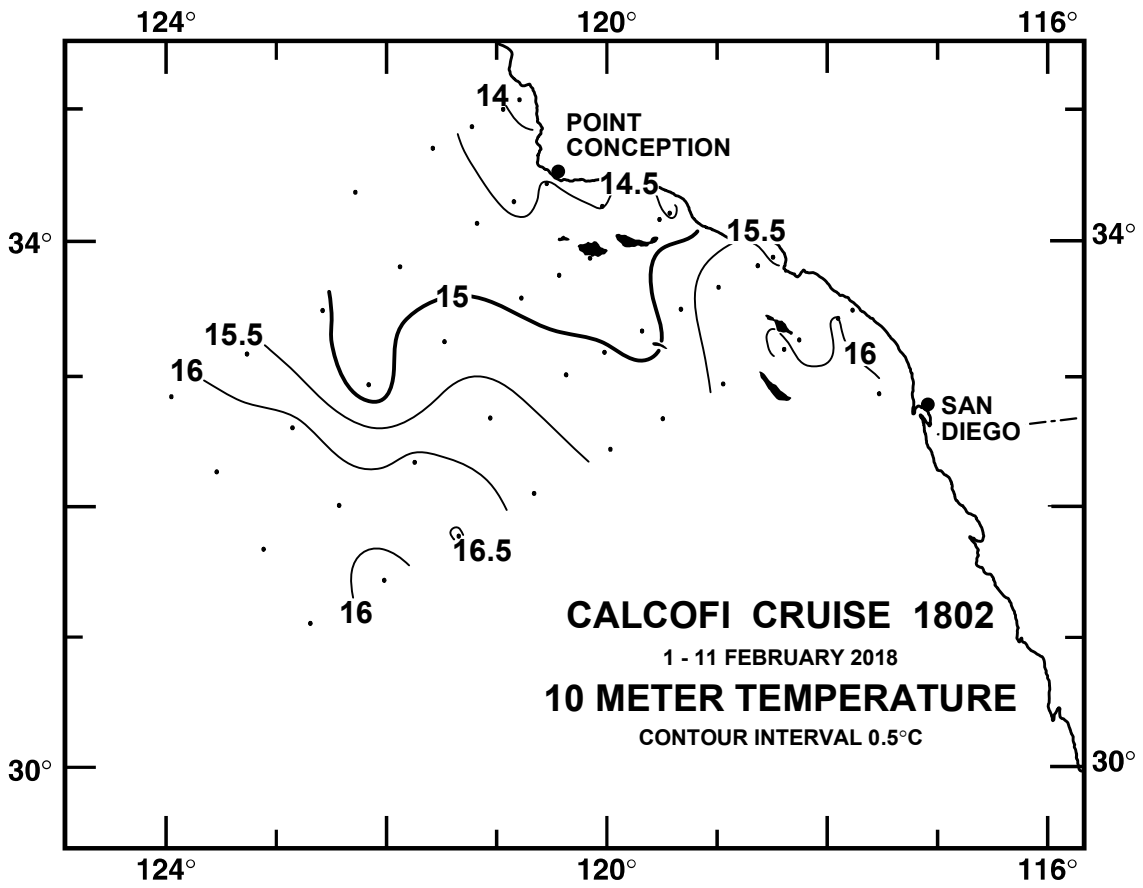 124°
120°
116°
14
POINT
CONCEPTION
14.5
34°
15.5
34°
15
15.5
16
16
SAN
DIEGO
16.5
16
CALCOFI CRUISE 1802
1 - 11 FEBRUARY 2018
10 METER TEMPERATURE
CONTOUR INTERVAL 0.5°C
30°
30°
124°
120°
116°